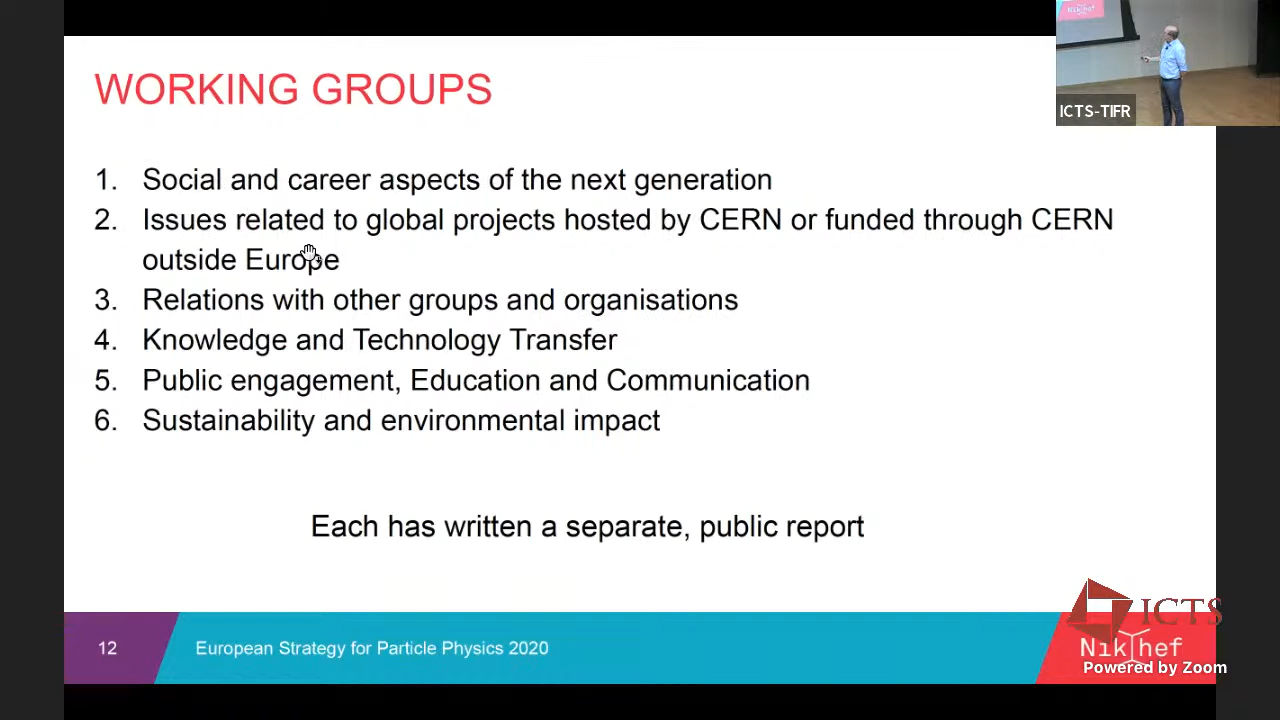 WORKING GROUPS
1. Social and career aspects of the next generation
2. Issues related to global projects hosted by CERN or funded through CERN
outside Europe
3. Relations with other groups and organisations
4. Knowledge and Technology Transfer
5. Public engagement, Education and Communication
6. Sustainability and environmental impact
Each has written a separate, public report
12
European Strategy for Particle Physics 2020
Nikhef
ICTS
Powered by Zoom
Nikhef
ICTS-TIFR